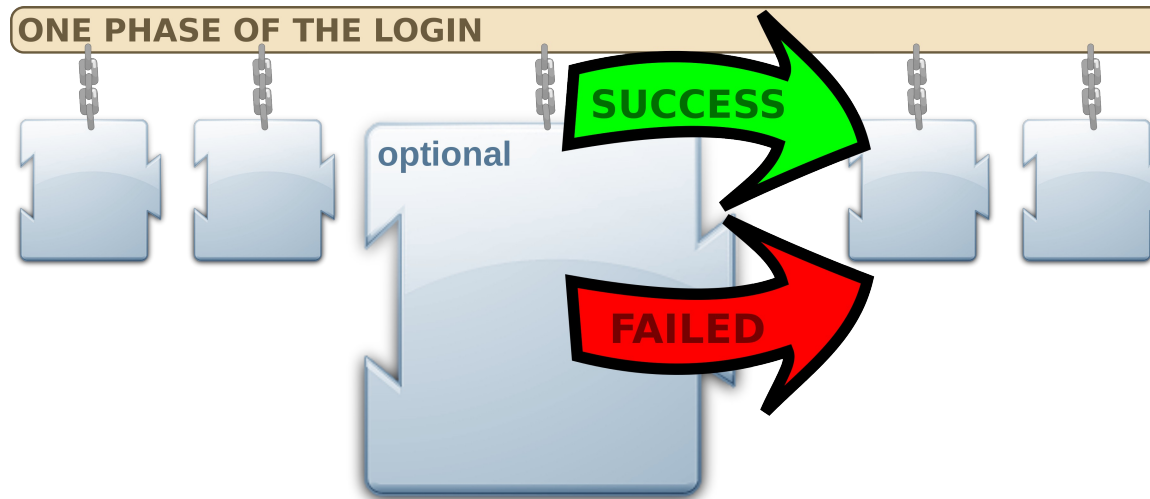 ONE PHASE OF THE LOGIN
SUCCESS
optional
FAILED